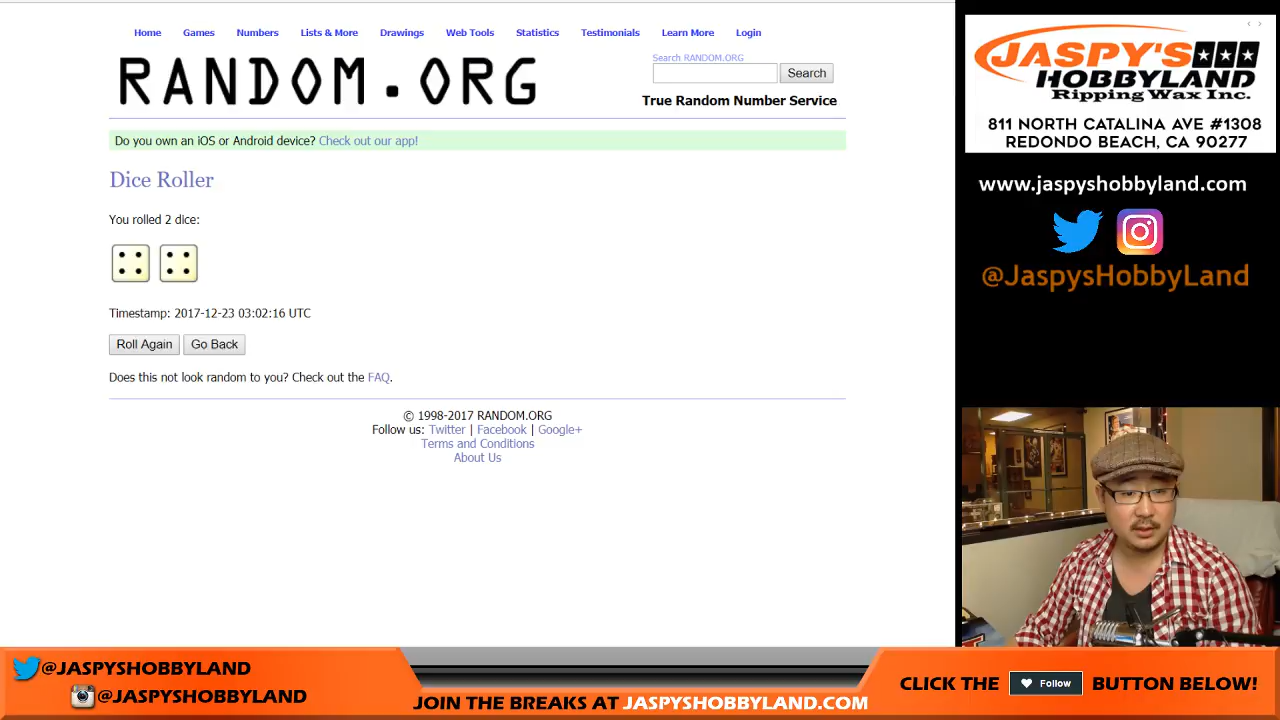 Home Games Numbers Lists & More Drawings Web Tools Statistics Testimonials Learn More Login
RANDOM.ORG
Search RANDOM.ORG
Search
True Random Number Service
Do you own an iOS or Android device? Check out our app!
Dice Roller
You rolled 2 dice:
Timestamp: 2017-12-23 03:02:16 UTC
Roll Again Go Back
Does this not look random to you? Check out the FAQ.
© 1998-2017 RANDOM.ORG
Follow us: Twitter | Facebook | Google+
Terms and Conditions
About Us
JASPY'S
HOBBYLAND
Ripping Wax Inc.
811 NORTH CATALINA AVE #1308
REDONDO BEACH, CA 90277
www.jaspyshobbyland.com
@JaspysHobbyLand
@JASPYSHOBBYLAND
@JASPYSHOBBYLAND
JOIN THE BREAKS AT JASPYSHOBBYLAND.COM
CLICK THE Follow BUTTON BELOW!